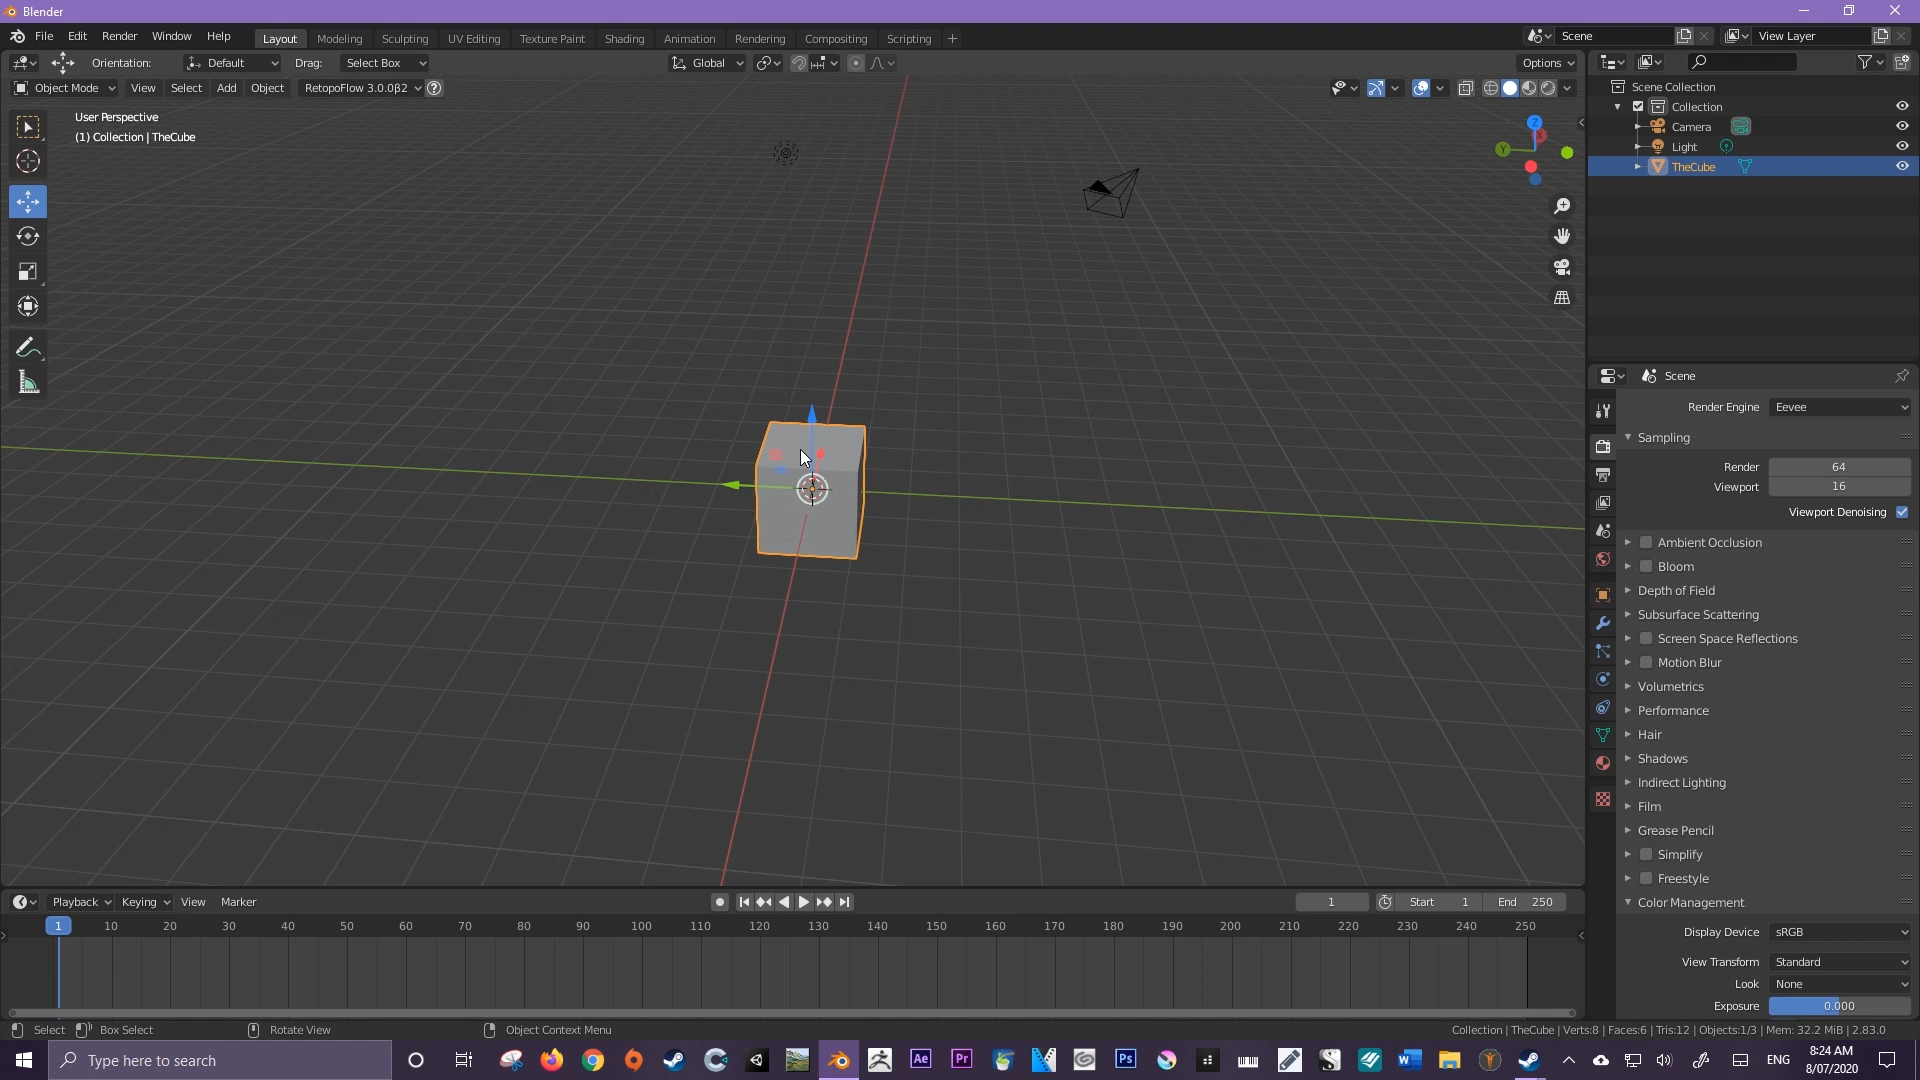 Blender
File Edit Render Window Help Layout Modeling Sculpting UV Editing Texture Paint Shading Animation Rendering Compositing Scripting + Scene View Layer
Orientation: Default Drag: Select Box Global Options
Object Mode View Select Add Object RetopoFlow 3.0.0β2
User Perspective
(1) Collection | TheCube
Z
X
Y
Scene Collection
Collection
Camera
Light
TheCube
Scene
Render Engine Eevee
Sampling
Render 64
Viewport 16
Viewport Denoising
Ambient Occlusion
Bloom
Depth of Field
Subsurface Scattering
Screen Space Reflections
Motion Blur
Volumetrics
Performance
Hair
Shadows
Indirect Lighting
Film
Grease Pencil
Simplify
Freestyle
Color Management
Display Device sRGB
View Transform Standard
Look None
Exposure 0.000
Playback Keying View Marker 1 Start 1 End 250
1 10 20 30 40 50 60 70 80 90 100 110 120 130 140 150 160 170 180 190 200 210 220 230 240 250
Select Box Select Rotate View Object Context Menu Collection | TheCube | Verts:8 | Faces:6 | Tris:12 | Objects:1/3 | Mem: 32.2 MiB | 2.83.0
Type here to search Ae Pr Ps ENG 8:24 AM
8/07/2020